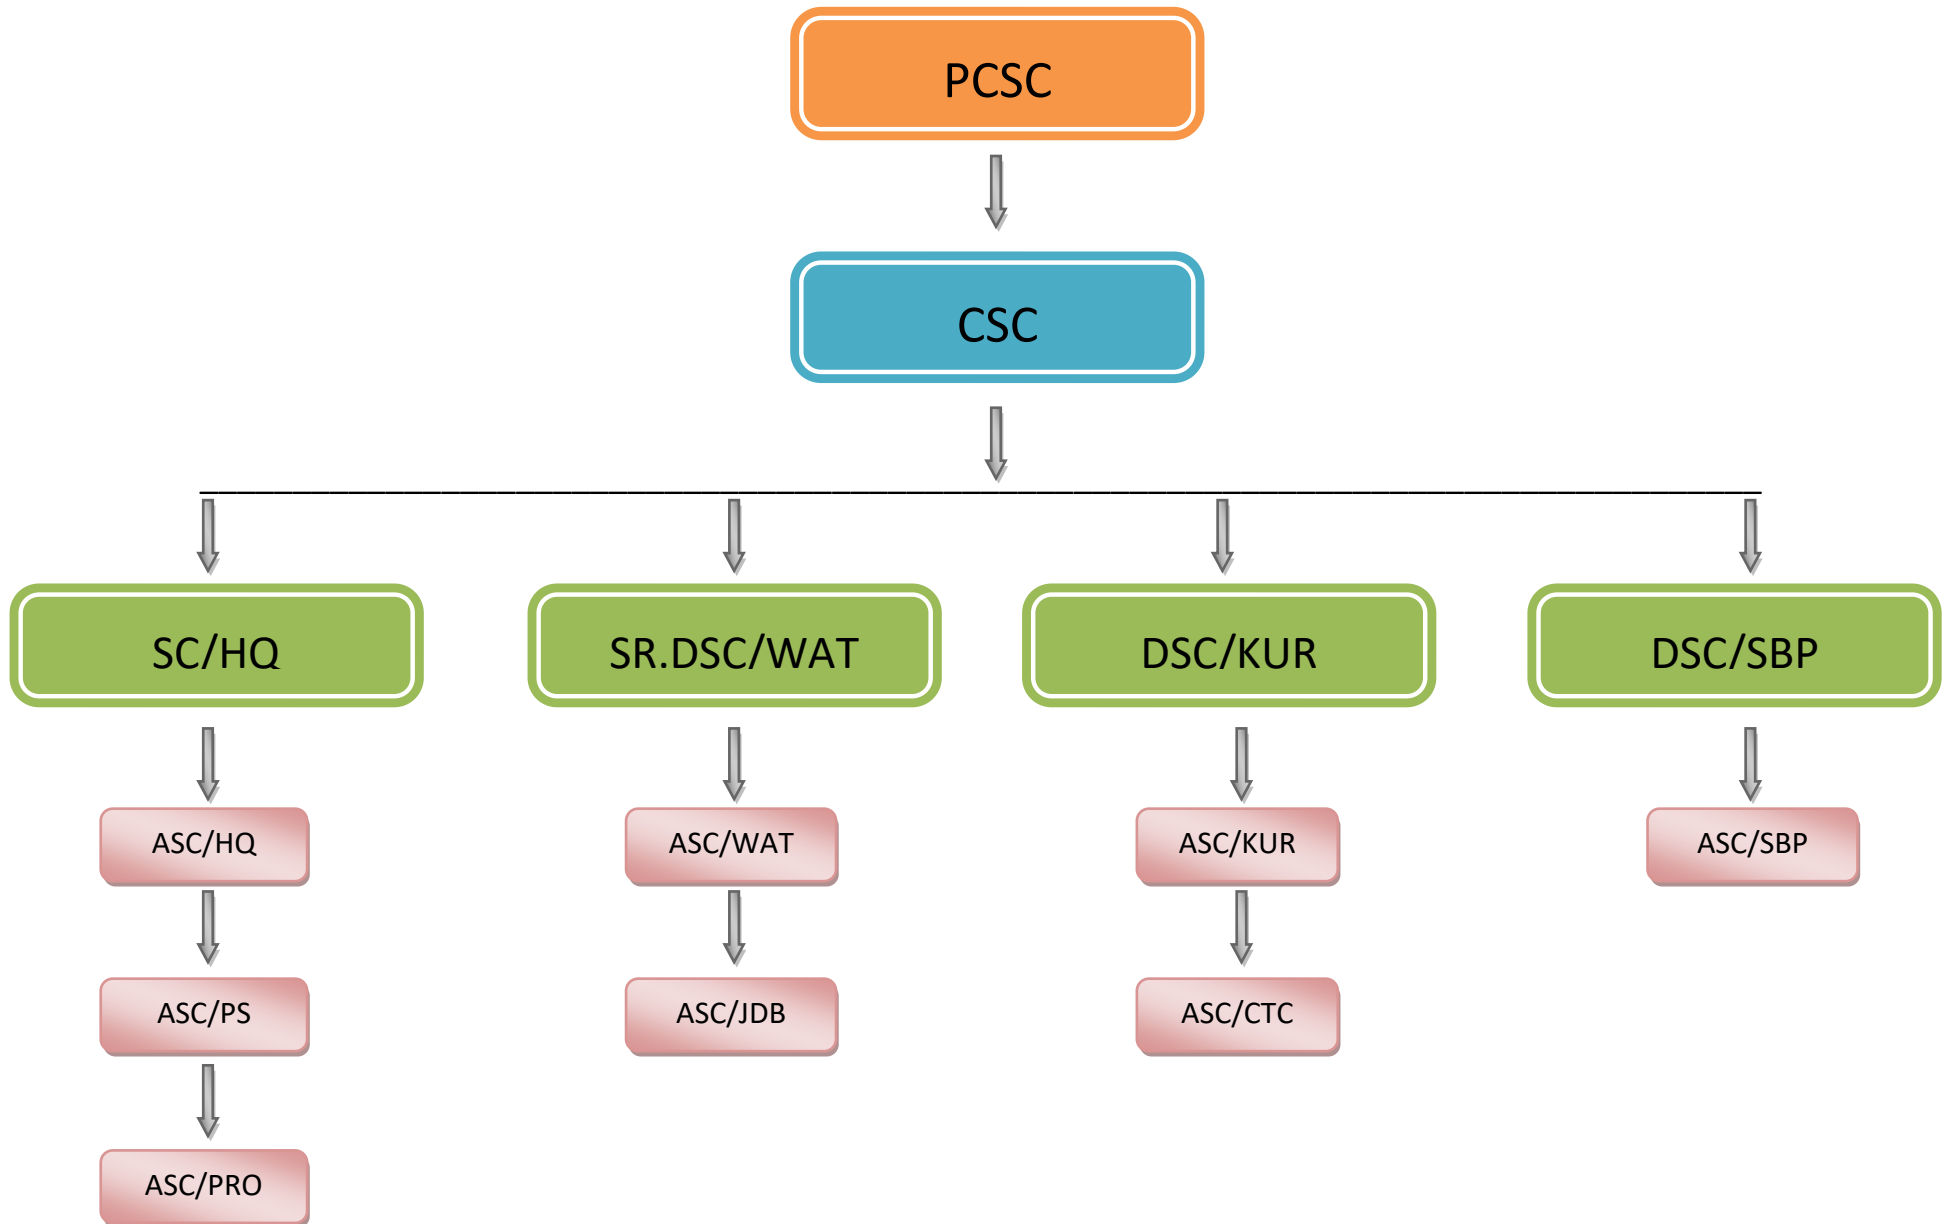 PCSC
CSC
SC/HQ
SR.DSC/WAT
DSC/KUR
DSC/SBP
ASC/HQ
ASC/WAT
ASC/KUR
ASC/SBP
ASC/PS
ASC/JDB
ASC/CTC
ASC/PRO